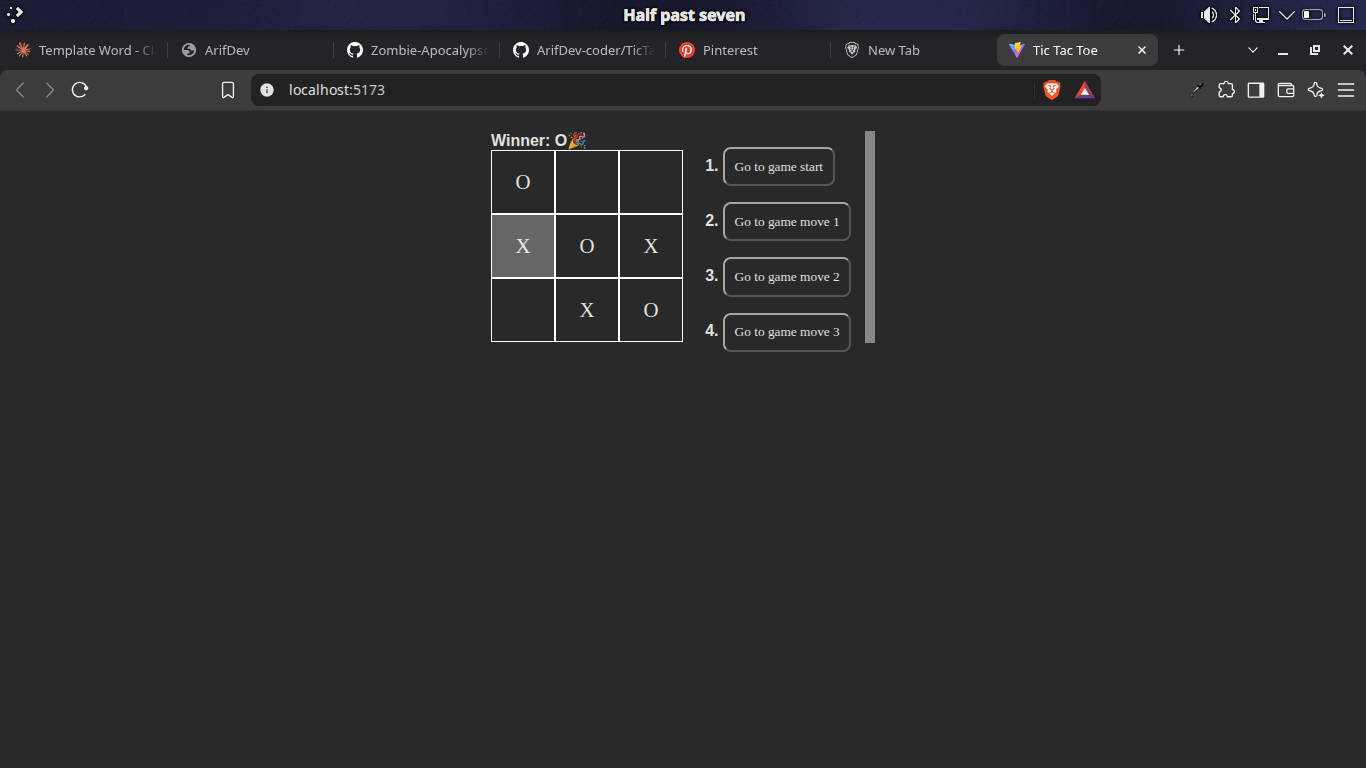 Half past seven
Template Word - Cl
ArifDev
Zombie-Apocalypse
ArifDev-coder/TicTa
Pinterest
New Tab
Tic Tac Toe
localhost:5173
Winner: O🎉
O
X O X
X O
1. Go to game start
2. Go to game move 1
3. Go to game move 2
4. Go to game move 3